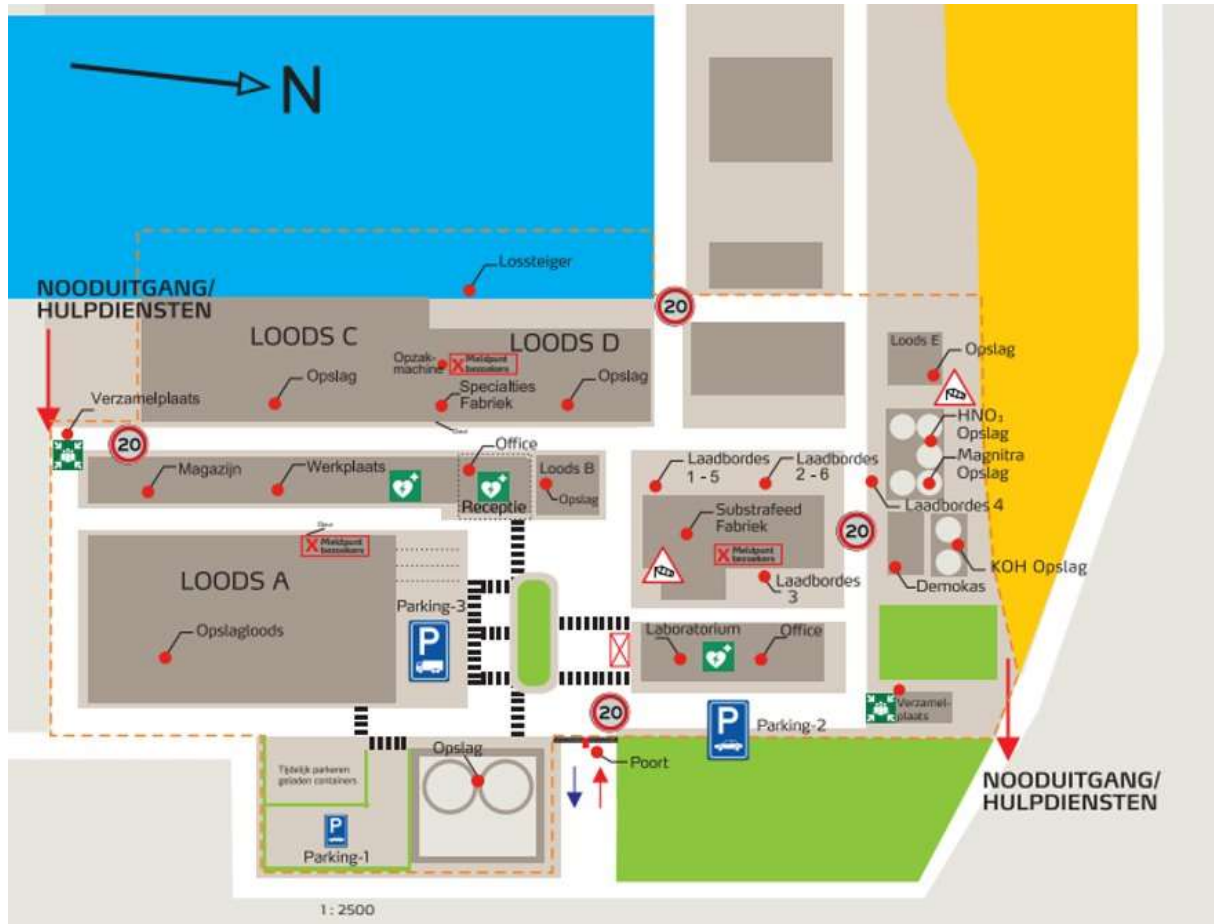 N
NOODUITGANG/
HULPDIENSTEN
Lossteiger
20
LOODS C
LOODS D
Loods E
Opslag
Opzak-
machine
X Meldpunt
bezoekers
Opslag
Specialties
Fabriek
Opslag
Verzamelplaats
HNO₃
Opslag
Magnitra
Opslag
Deur
20
Office
Magazijn
Werkplaats
Receptie
Loods B
Opslag
Laadbordes
1 - 5
Laadbordes
2 - 6
Laadbordes 4
Substrafeed
Fabriek
20
Deur
X Meldpunt
bezoekers
X Meldpunt
bezoekers
LOODS A
Laadbordes
3
KOH Opslag
Demokas
Parking-3
P
Opslagloods
Laboratorium
Office
20
P
Parking-2
Verzamel-
plaats
Opslag
Poort
Tijdelijk parkeren
geladen containers
P
Parking-1
NOODUITGANG/
HULPDIENSTEN
1 : 2500